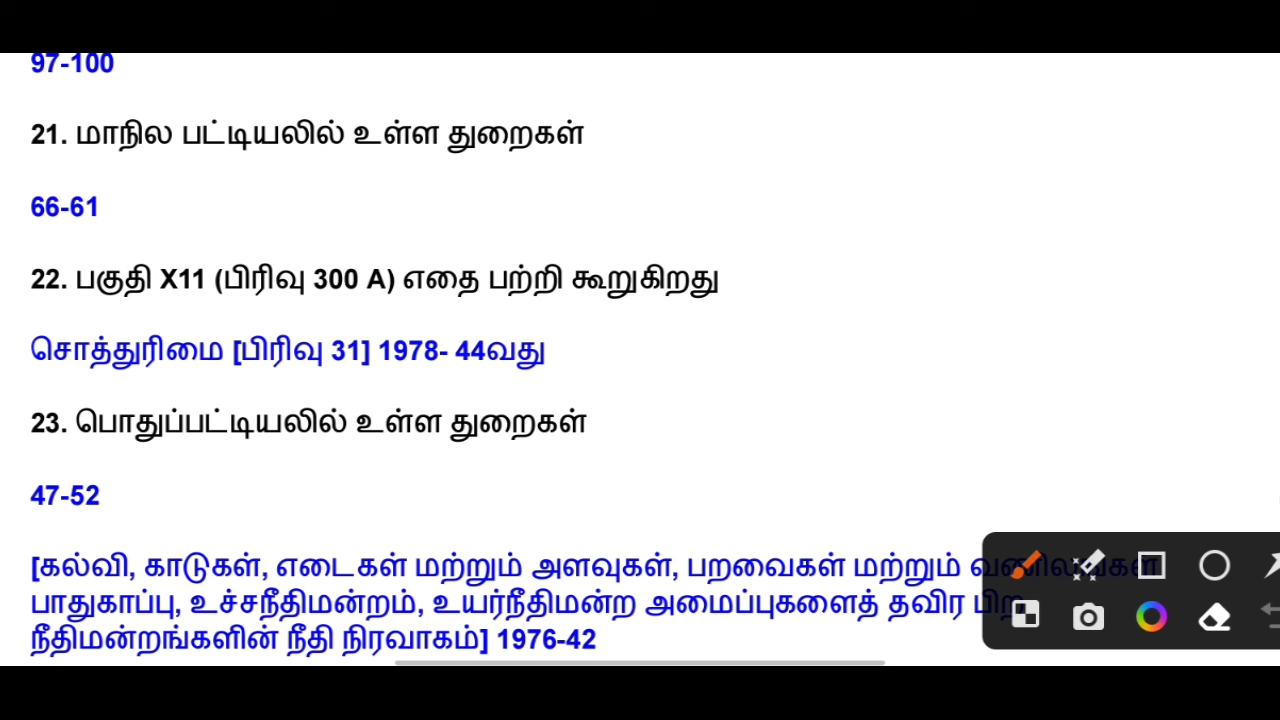 97-100
21. மாநில பட்டியலில் உள்ள துறைகள்
66-61
22. பகுதி X11 (பிரிவு 300 A) எதை பற்றி கூறுகிறது
சொத்துரிமை [பிரிவு 31] 1978- 44வது
23. பொதுப்பட்டியலில் உள்ள துறைகள்
47-52
[கல்வி, காடுகள், எடைகள் மற்றும் அளவுகள், பறவைகள் மற்றும்
பாதுகாப்பு, உச்சநீதிமன்றம், உயர்நீதிமன்ற அமைப்புகளைத் தவிர பிற
நீதிமன்றங்களின் நீதி நிரவாகம்] 1976-42